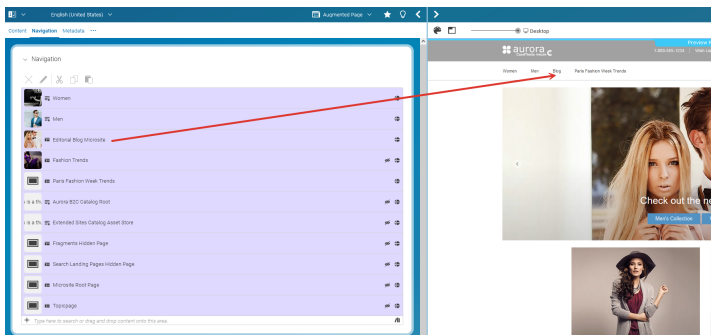 English (United States)
Augmented Page
Content Navigation Metadata ···
Navigation
Women
Men
Editorial Blog Microsite
Fashion Trends
Paris Fashion Week Trends
Aurora B2C Catalog Root
Extended Sites Catalog Asset Store
Fragments Hidden Page
Search Landing Pages Hidden Page
Microsite Root Page
Topicpage
Type here to search or drag and drop content onto this area.
Desktop
Preview
aurora
Women Men Blog Paris Fashion Week Trends
Check out the
Men's Collection